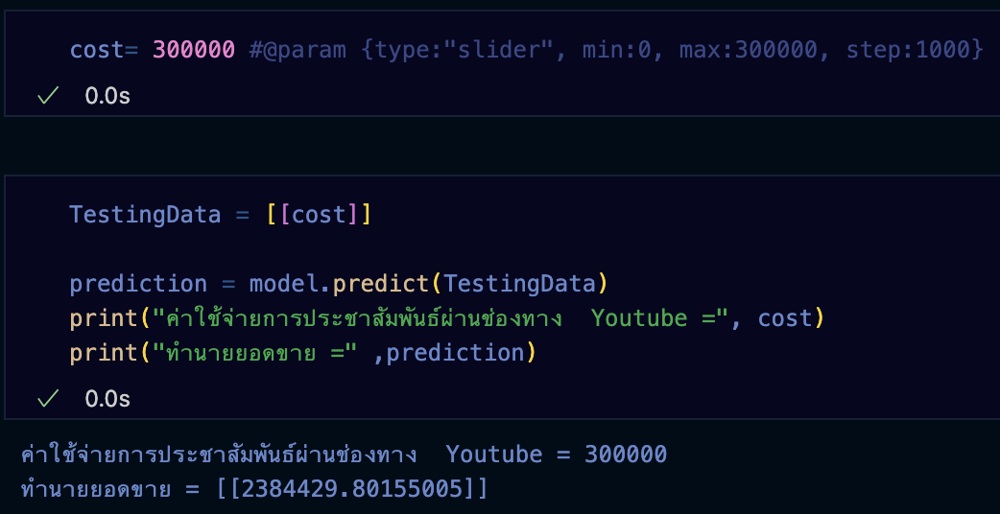 cost= 300000 #@param {type:"slider", min:0, max:300000, step:1000}
0.0s
TestingData = [[cost]]
prediction = model.predict(TestingData)
print("ค่าใช้จ่ายการประชาสัมพันธ์ผ่านช่องทาง  Youtube =", cost)
print("ทำนายยอดขาย =" ,prediction)
0.0s
ค่าใช้จ่ายการประชาสัมพันธ์ผ่านช่องทาง  Youtube = 300000
ทำนายยอดขาย = [[2384429.80155005]]